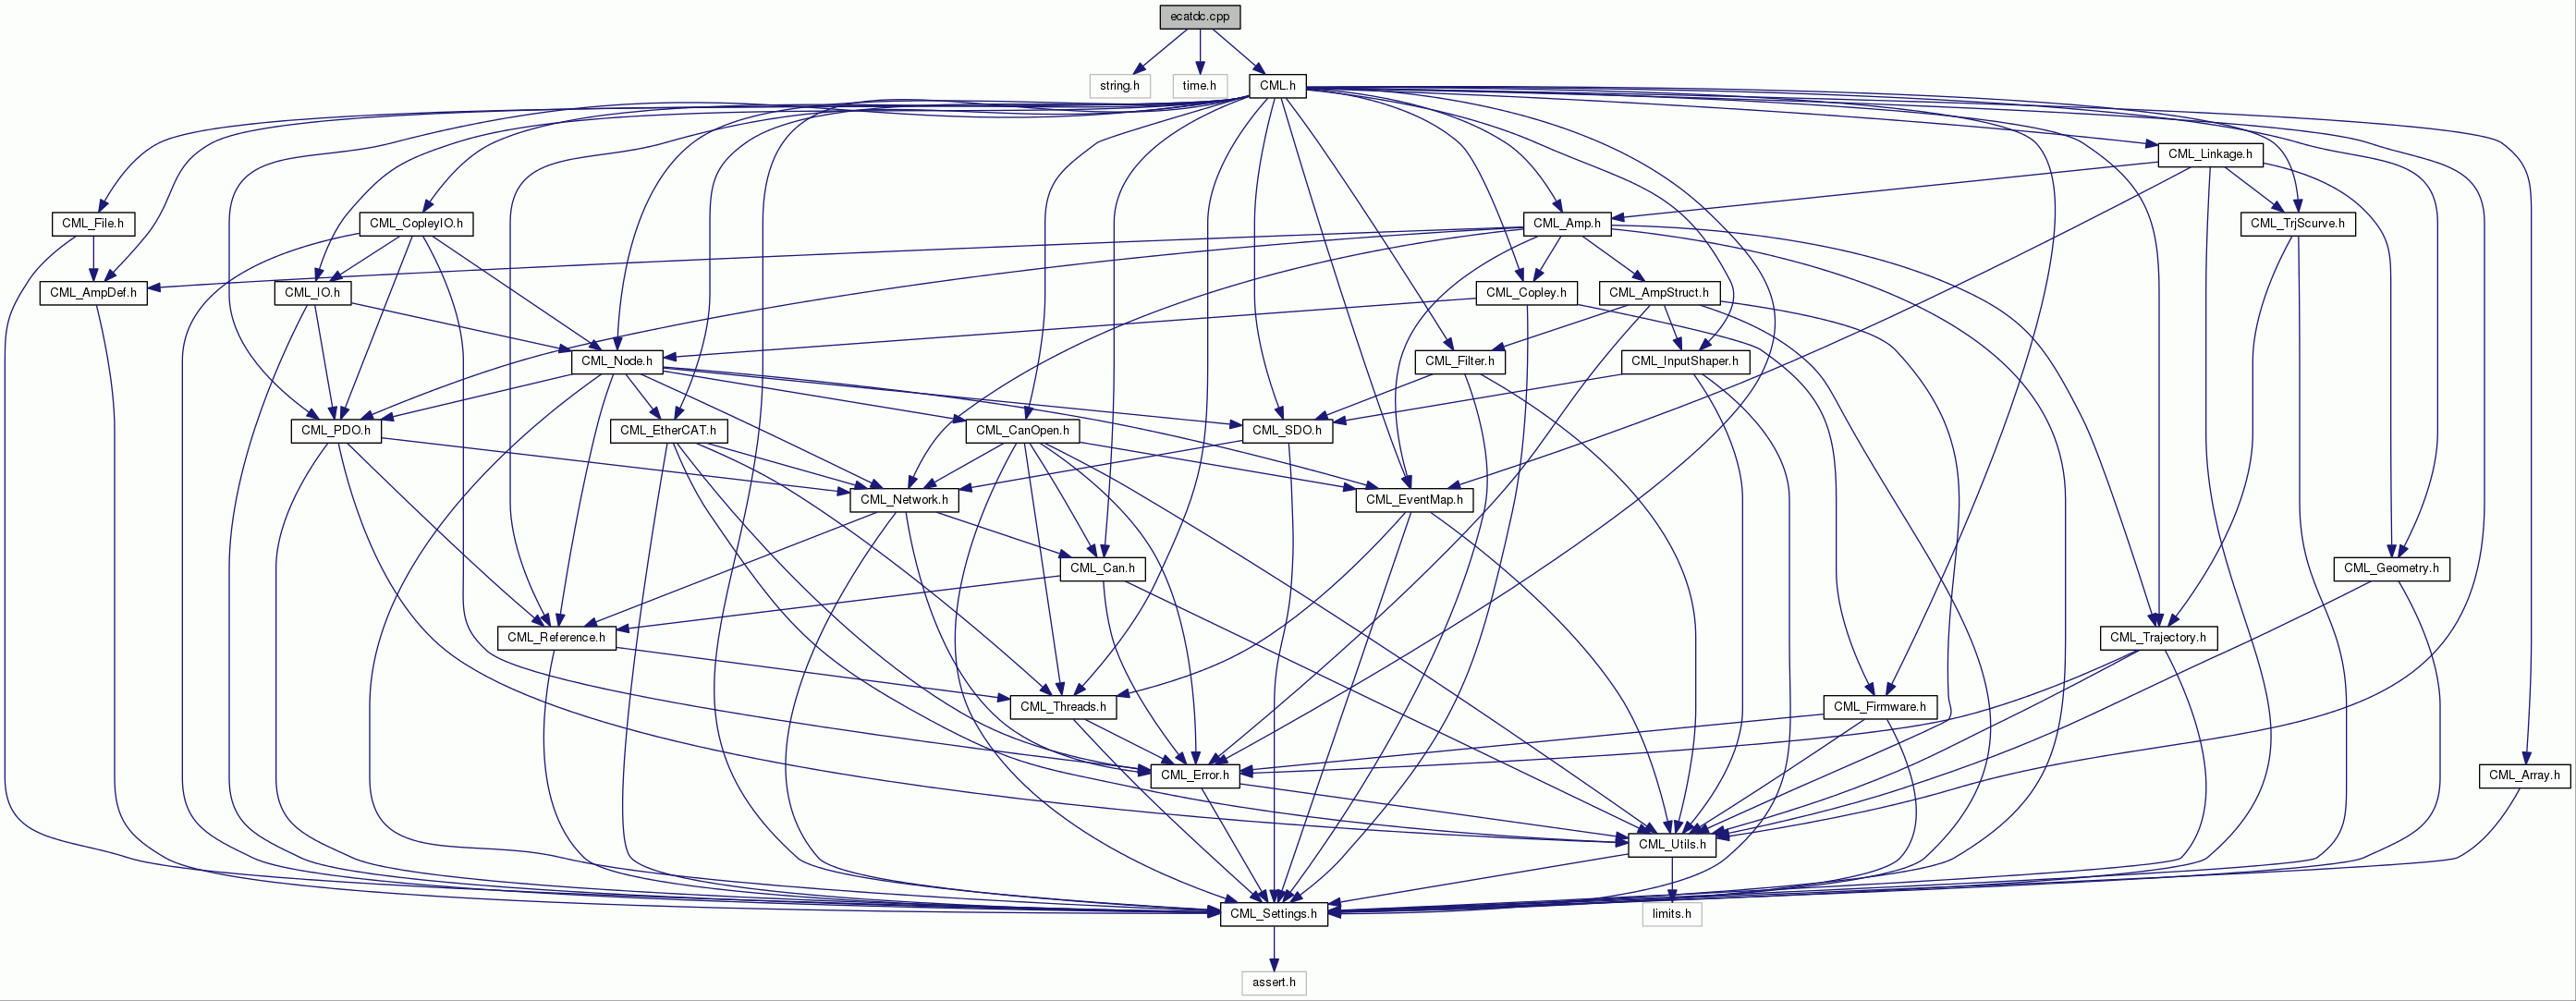 ecatdc.cpp
string.h
time.h
CML.h
CML_Linkage.h
CML_File.h
CML_CopleyIO.h
CML_Amp.h
CML_TrjScurve.h
CML_AmpDef.h
CML_IO.h
CML_Copley.h
CML_AmpStruct.h
CML_Node.h
CML_Filter.h
CML_InputShaper.h
CML_PDO.h
CML_EtherCAT.h
CML_CanOpen.h
CML_SDO.h
CML_Network.h
CML_EventMap.h
CML_Can.h
CML_Geometry.h
CML_Reference.h
CML_Trajectory.h
CML_Threads.h
CML_Firmware.h
CML_Error.h
CML_Array.h
CML_Utils.h
CML_Settings.h
limits.h
assert.h